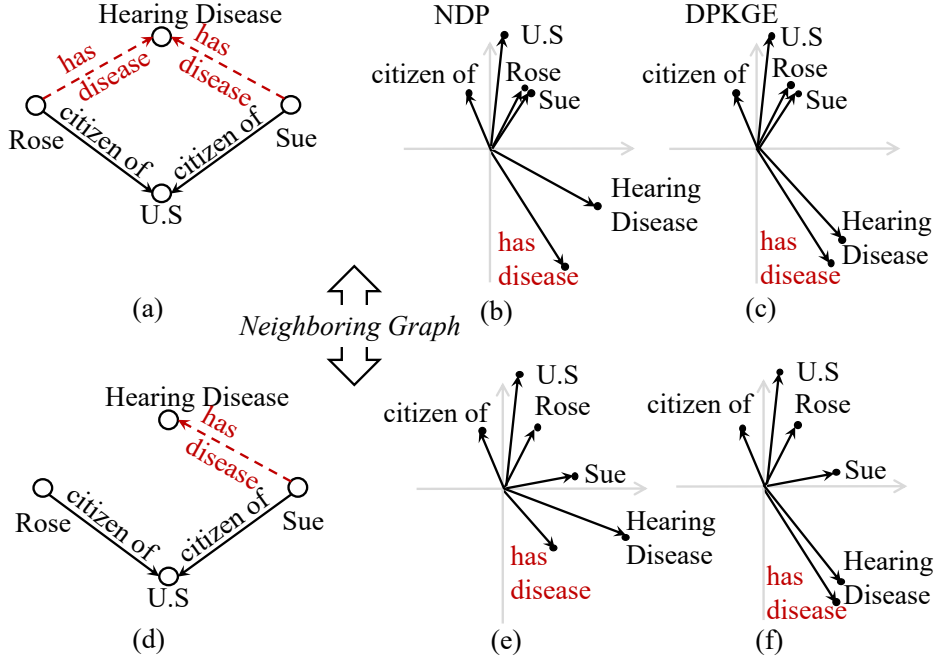 Hearing Disease
has
disease
has
disease
Rose
Sue
citizen of
citizen of
U.S
(a)
NDP
U.S
citizen of
Rose
Sue
Hearing
Disease
has
disease
(b)
DPKGE
U.S
citizen of
Rose
Sue
Hearing
Disease
has
disease
(c)
Neighboring Graph
Hearing Disease
has
disease
Rose
Sue
citizen of
citizen of
U.S
(d)
U.S
citizen of
Rose
Sue
Hearing
Disease
has
disease
(e)
U.S
citizen of
Rose
Sue
Hearing
Disease
has
disease
(f)